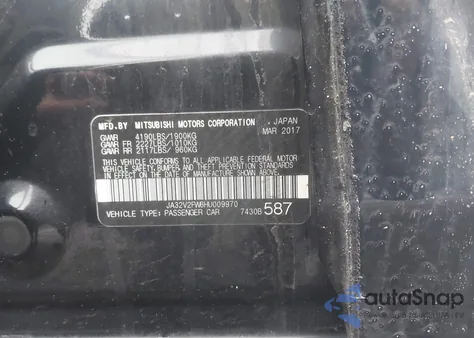 MFD.BY MITSUBISHI MOTORS CORPORATION JAPAN
GVWR 4190LBS/1900KG MAR 2017
GAWR FR 2227LBS/1010KG
GAWR RR 2117LBS/ 960KG
THIS VEHICLE CONFORMS TO ALL APPLICABLE FEDERAL MOTOR
VEHICLE SAFETY, BUMPER, AND THEFT PREVENTION STANDARDS
IN EFFECT ON THE DATE OF MANUFACTURE SHOWN ABOVE.
JA32V2FW6HU009970
VEHICLE TYPE: PASSENGER CAR 7430B 587
autoSnap